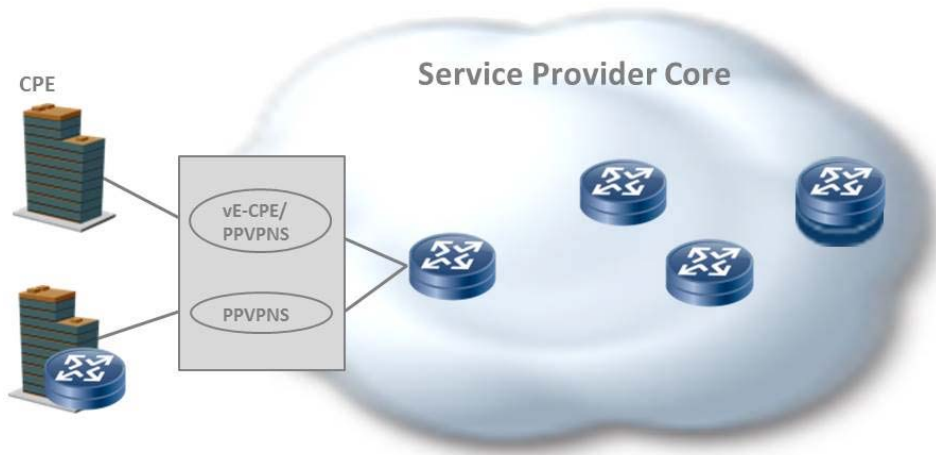 Service Provider Core
CPE
vE-CPE/
PPVPNS
PPVPNS